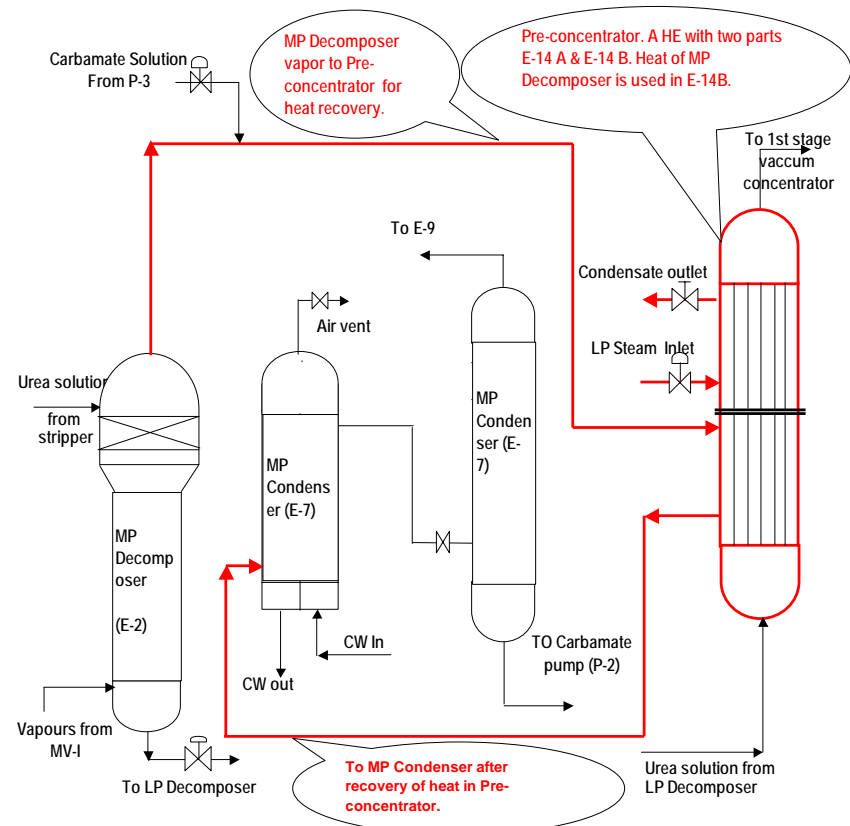 Carbamate Solution
From P-3
MP Decomposer
vapor to Pre-
concentrator for
heat recovery.
Pre-concentrator. A HE with two parts
E-14 A & E-14 B. Heat of MP
Decomposer is used in E-14B.
To 1st stage
vaccum
concentrator
To E-9
Condensate outlet
Air vent
LP Steam Inlet
Urea solution
from
stripper
MP
Condens
er (E-7)
MP
Conden
ser (E-
7)
MP
Decomp
oser
(E-2)
CW In
CW out
TO Carbamate
pump (P-2)
Vapours from
MV-I
To LP Decomposer
To MP Condenser after
recovery of heat in Pre-
concentrator.
Urea solution from
LP Decomposer